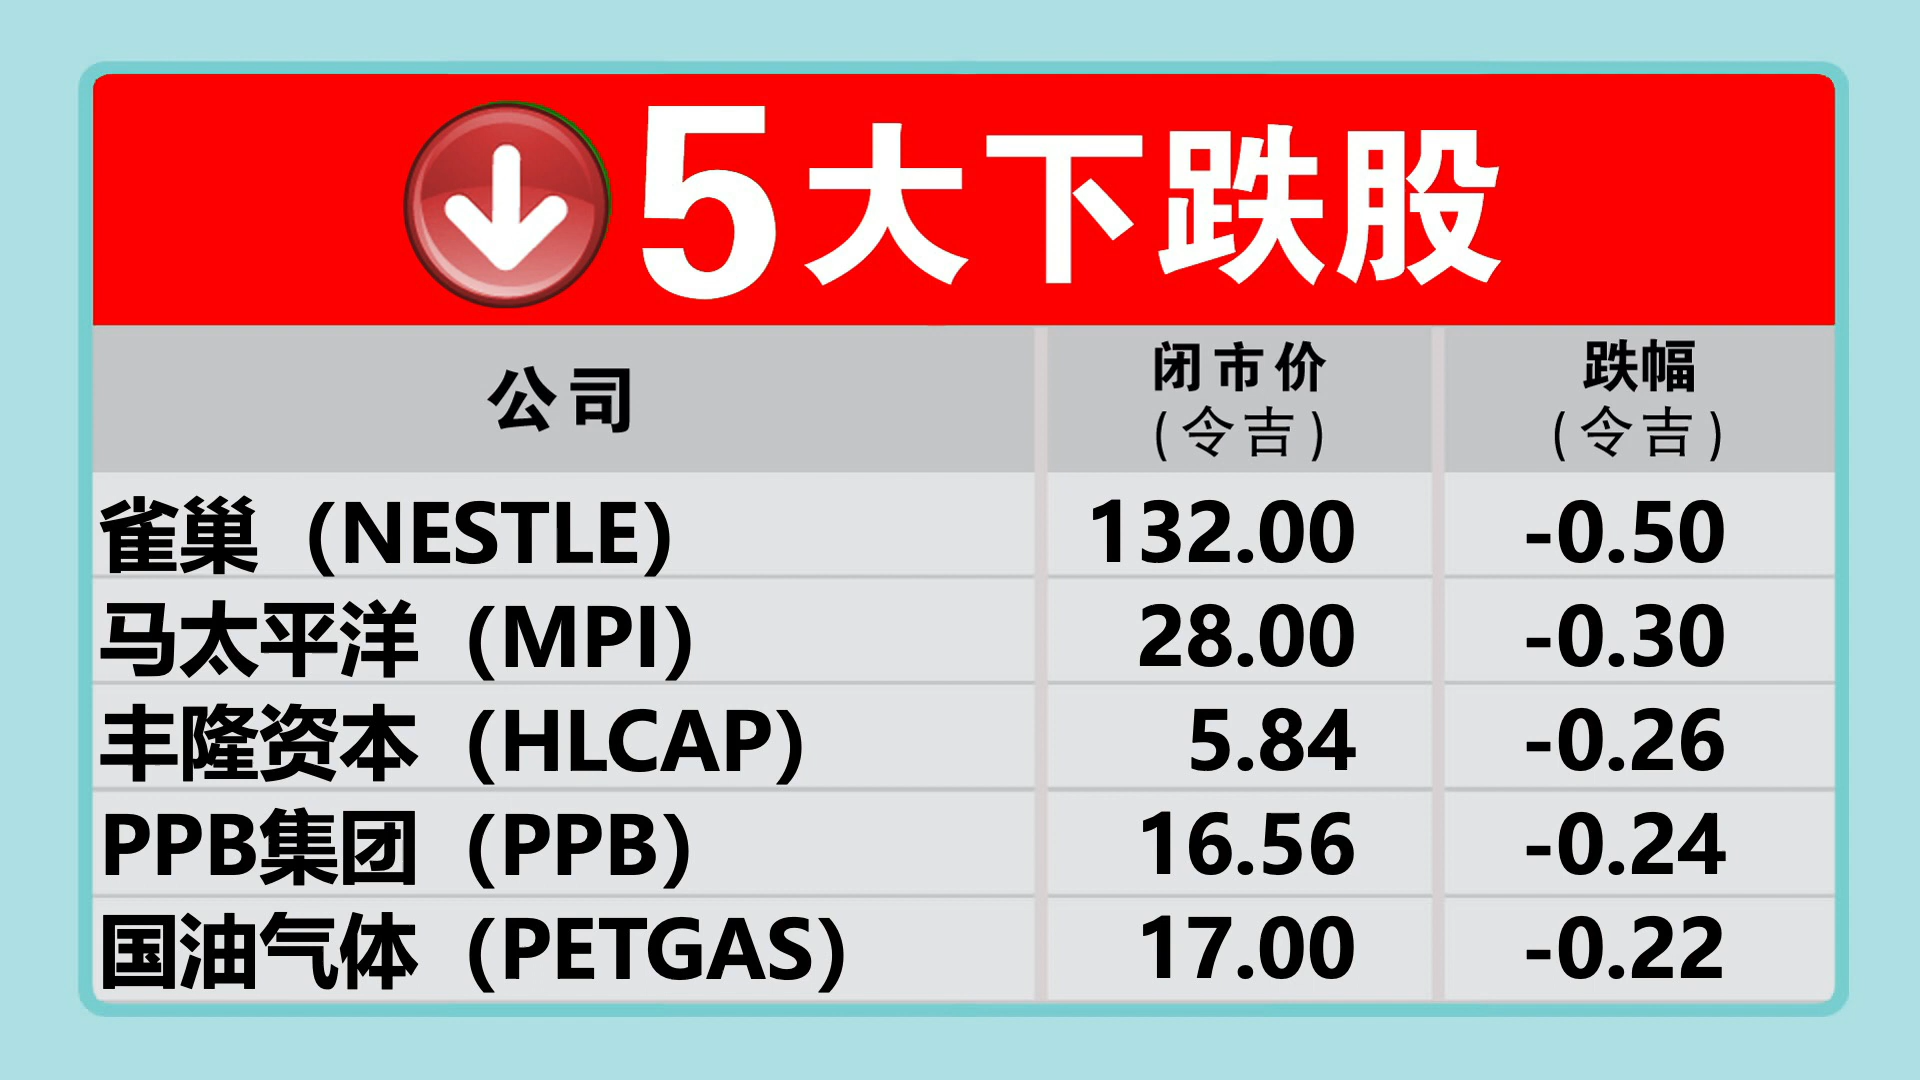 5大下跌股
公司 闭市价 跌幅
(令吉) (令吉)
雀巢（NESTLE） 132.00 -0.50
马太平洋（MPI） 28.00 -0.30
丰隆资本（HLCAP） 5.84 -0.26
PPB集团（PPB） 16.56 -0.24
国油气体（PETGAS） 17.00 -0.22